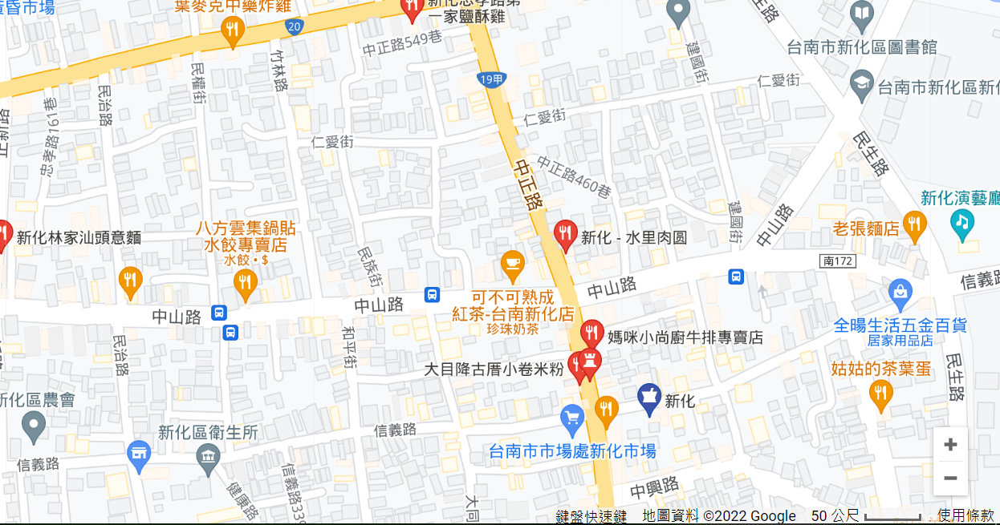 黃昏市場
葉麥克中藥炸雞
新化忠孝路第
一家鹽酥雞
20
中正路549巷
竹林路
民權街
民治路
忠孝路161巷
正新路
19甲
建國街
仁愛街
中山路
台南市新化區圖書館
台南市新化區新化
仁愛街
仁愛街
中正路
中正路460巷
民生路
新化演藝廳
建國街
中山路
老張麵店
南172
信義路
新化林家汕頭意麵
八方雲集鍋貼
水餃專賣店
水餃 • $
民族街
新化 - 水里肉圆
可不可熟成
紅茶-台南新化店
珍珠奶茶
中山路
中山路
中山路
全暘生活五金百貨
居家用品店
媽咪小尚廚牛排專賣店
和平街
民治路
大目降古厝小卷米粉
姑姑的茶葉蛋
民生路
新化區農會
新化
信義路
新化區衛生所
台南市市場處新化市場
信義路
健康路
信義路339
大同
中興路
鍵盤快速鍵
地圖資料 ©2022 Google
50 公尺
使用條款